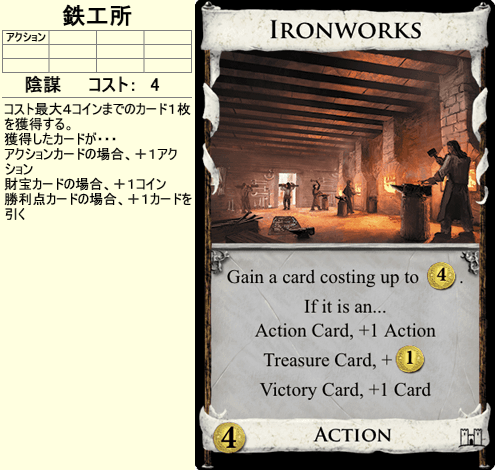 鉄工所
アクション
陰謀 コスト: 4
コスト最大4コインまでのカード1枚
を獲得する。
獲得したカードが・・・
アクションカードの場合、+1アク
ション
財宝カードの場合、+1コイン
勝利点カードの場合、+1カードを
引く
IRONWORKS
Gain a card costing up to 4.
If it is an...
Action Card, +1 Action
Treasure Card, + 1
Victory Card, +1 Card
4 ACTION